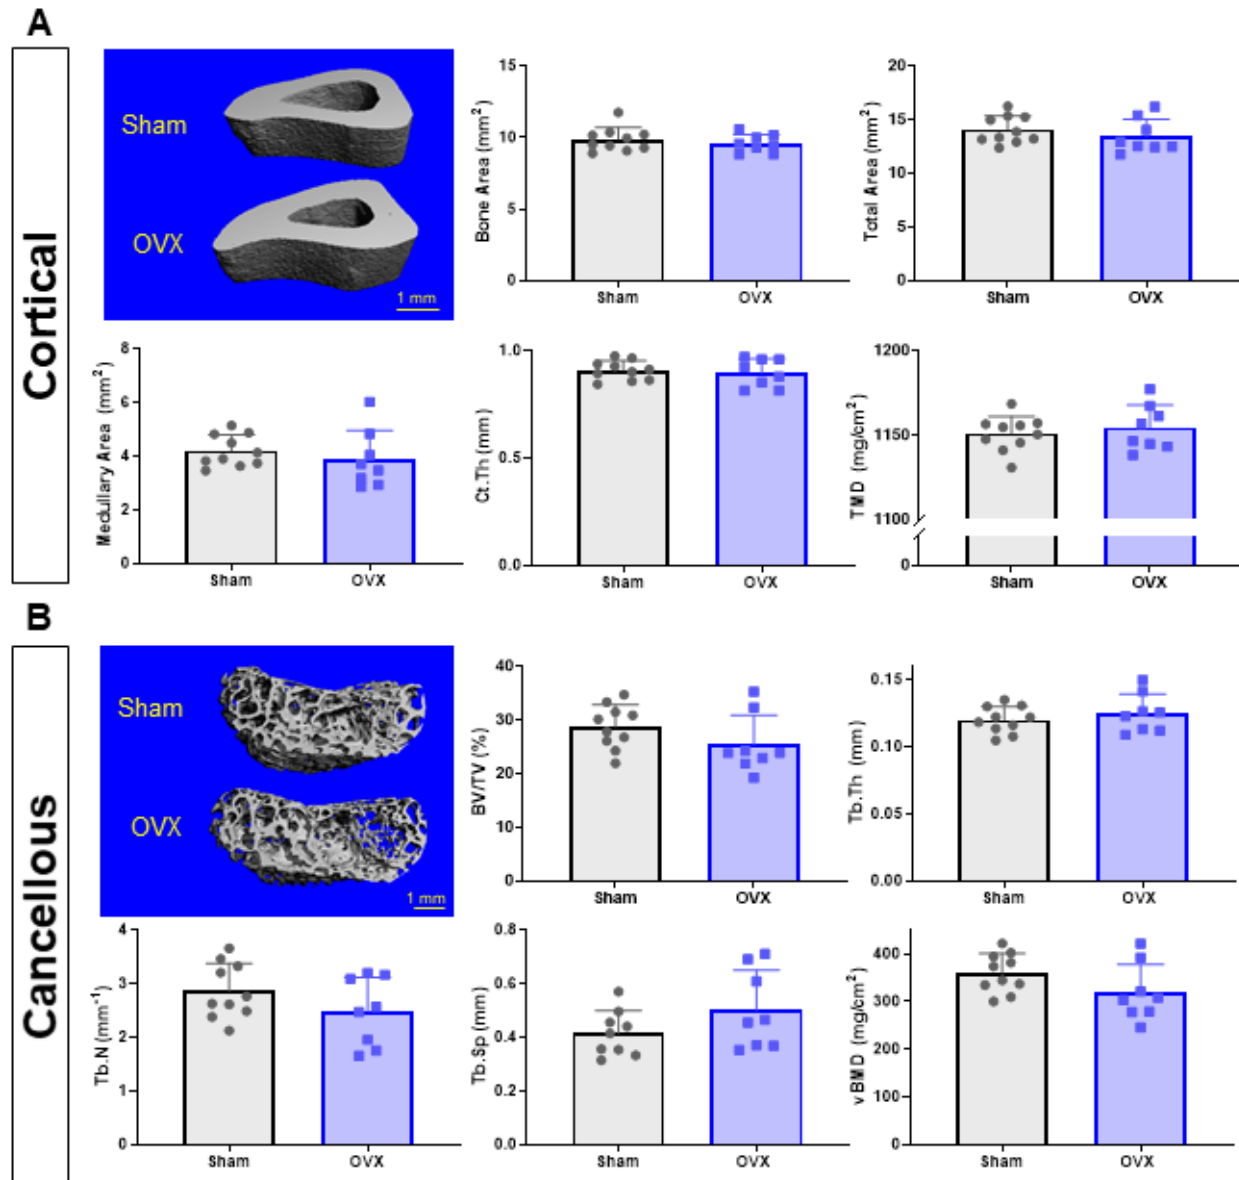 A
Cortical
Sham
OVX
1 mm
Bone Area (mm²)
15
10
5
0
Sham
OVX
Total Area (mm²)
20
15
10
5
0
Sham
OVX
Medullary Area (mm²)
8
6
4
2
0
Sham
OVX
Ct.Th (mm)
1.0
0.5
0.0
Sham
OVX
TMD (mg/cm²)
1200
1150
1100
0
Sham
OVX
B
Cancellous
Sham
OVX
1 mm
BV/TV (%)
40
30
20
10
0
Sham
OVX
Tb.Th (mm)
0.15
0.10
0.05
0.00
Sham
OVX
Tb.N (mm⁻¹)
4
3
2
1
0
Sham
OVX
Tb.Sp (mm)
0.8
0.6
0.4
0.2
0.0
Sham
OVX
vBMD (mg/cm²)
400
300
200
100
0
Sham
OVX